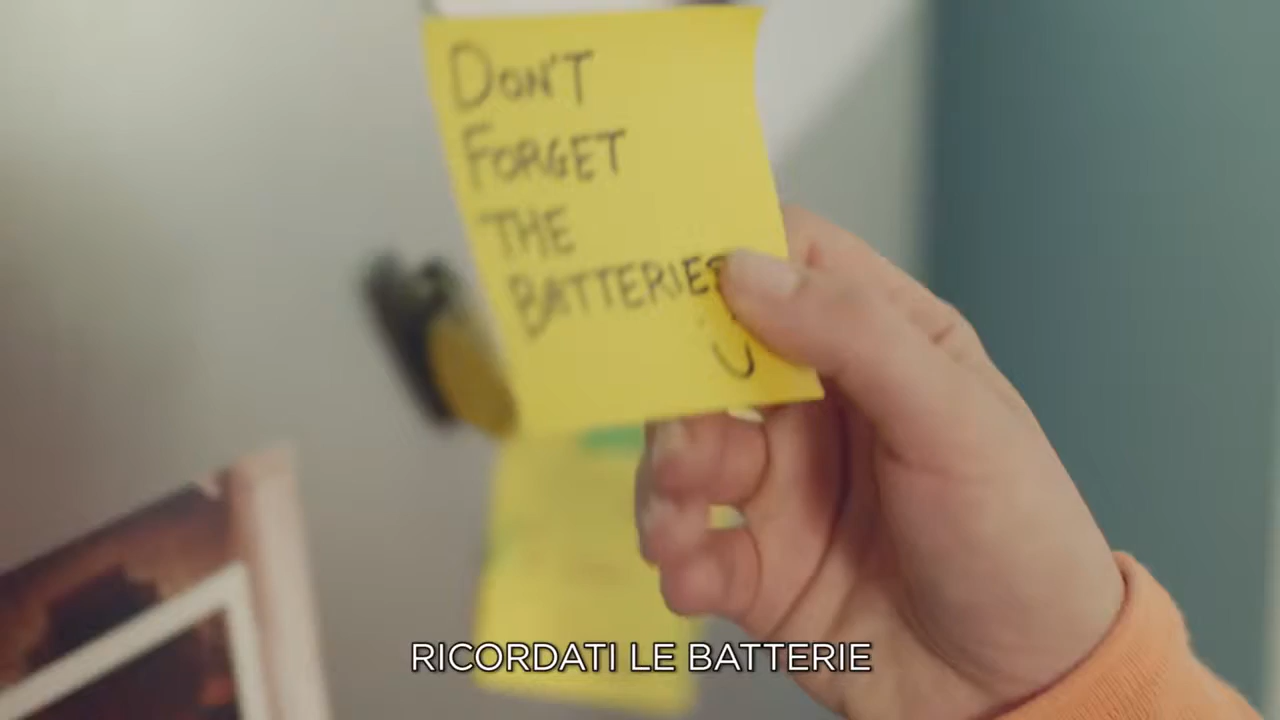 DON'T
FORGET
THE
BATTERIES
RICORDATI LE BATTERIE